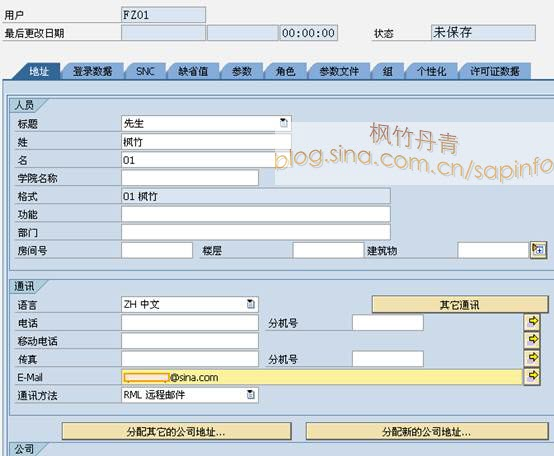 用户 FZ01
最后更改日期 00:00:00 状态 未保存
地址 登录数据 SNC 缺省值 参数 角色 参数文件 组 个性化 许可证数据
人员
标题 先生
姓 枫竹
名 01
学院名称
格式 01 枫竹
功能
部门
房间号 楼层 建筑物
枫竹丹青
blog.sina.com.cn/sapinfo
通讯
语言 ZH 中文 其它通讯
电话 分机号
移动电话
传真 分机号
E-Mail @sina.com
通讯方法 RML 远程邮件
分配其它的公司地址... 分配新的公司地址...
公司